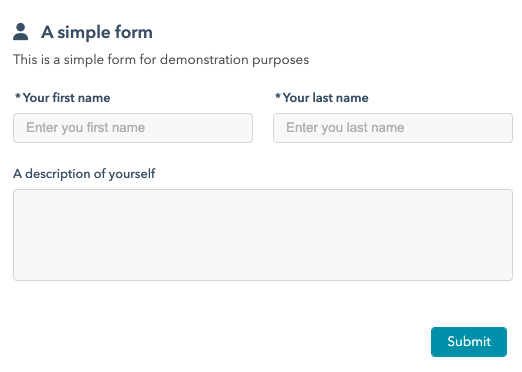 A simple form
This is a simple form for demonstration purposes
* Your first name
* Your last name
Enter you first name
Enter you last name
A description of yourself
Submit